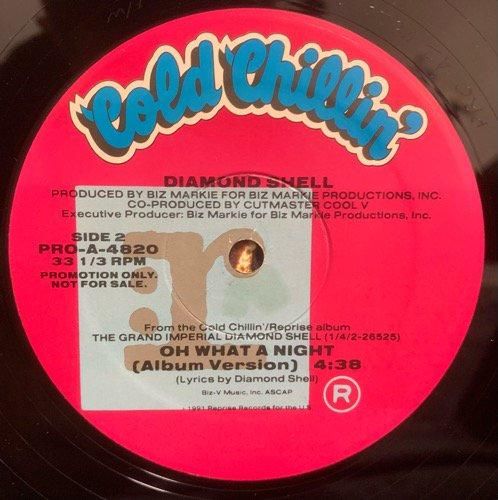 Cold Chillin'
DIAMOND SHELL
PRODUCED BY BIZ MARKIE FOR BIZ MARKIE PRODUCTIONS, INC.
CO-PRODUCED BY CUTMASTER COOL V
Executive Producer: Biz Markie for Biz Markie Productions, Inc.
SIDE 2
PRO-A-4820
33 1/3 RPM
PROMOTION ONLY.
NOT FOR SALE.
r
From the Cold Chillin'/Reprise album
THE GRAND IMPERIAL DIAMOND SHELL (1/4/2-26525)
OH WHAT A NIGHT
(Album Version) 4:38
(Lyrics by Diamond Shell)
Biz-V Music, Inc. ASCAP
®
1991 Reprise Records for the U.S